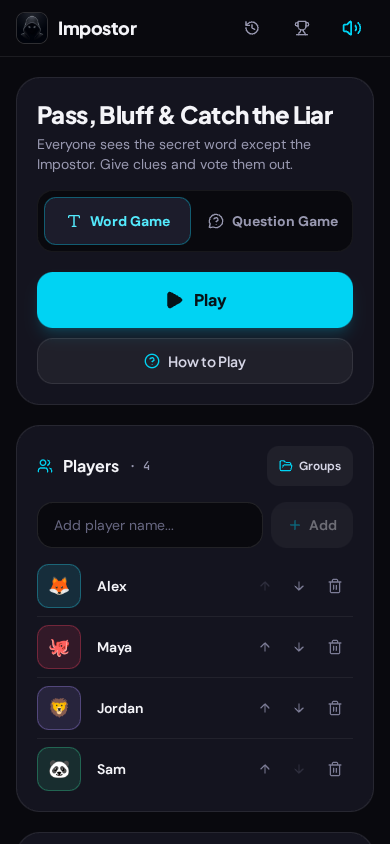 Impostor
Pass, Bluff & Catch the Liar
Everyone sees the secret word except the
Impostor. Give clues and vote them out.
Word Game
Question Game
Play
How to Play
Players · 4
Groups
Add player name...
+ Add
Alex
Maya
Jordan
Sam